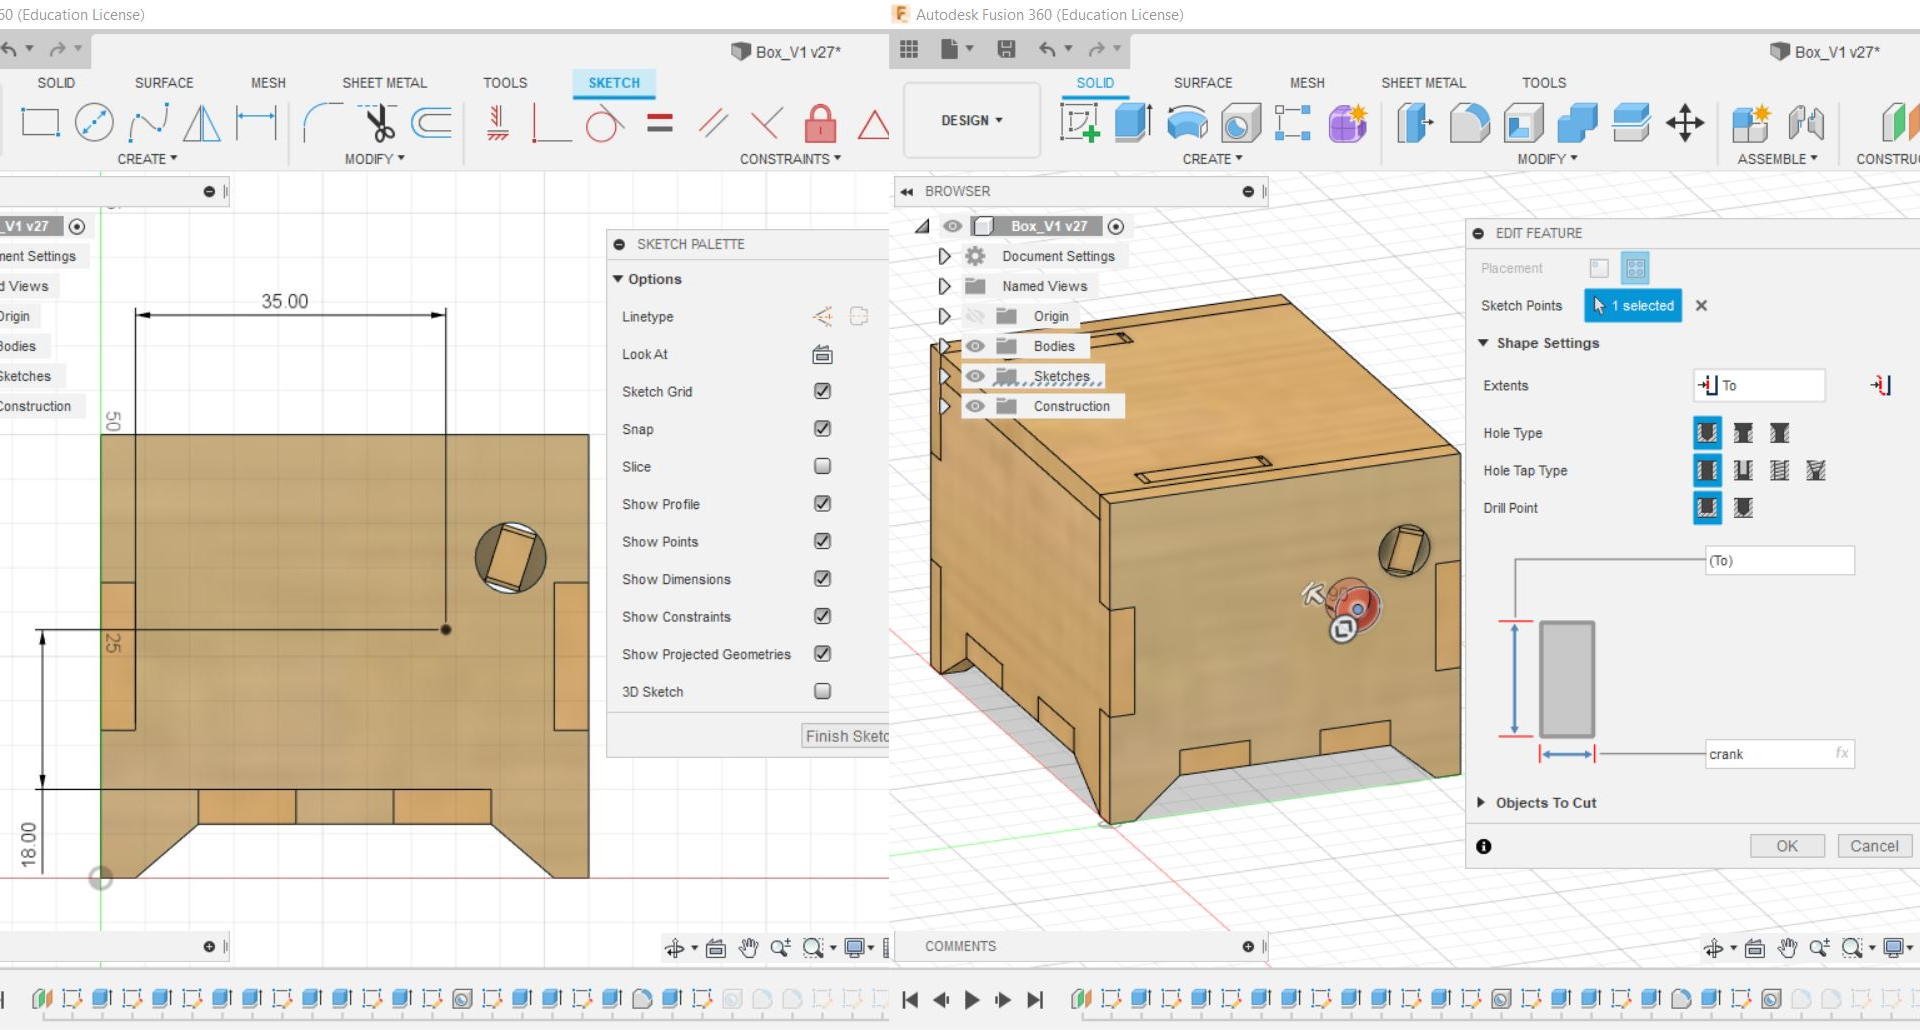 60 (Education License)
Box_V1 v27*
SOLID SURFACE MESH SHEET METAL TOOLS SKETCH
CREATE MODIFY CONSTRAINTS
_V1 v27
ment Settings
d Views
Origin
Bodies
Sketches
Construction
35.00
50
25
18.00
SKETCH PALETTE
Options
Linetype
Look At
Sketch Grid
Snap
Slice
Show Profile
Show Points
Show Dimensions
Show Constraints
Show Projected Geometries
3D Sketch
Finish Sketc
Autodesk Fusion 360 (Education License)
Box_V1 v27*
SOLID SURFACE MESH SHEET METAL TOOLS
DESIGN
CREATE MODIFY ASSEMBLE CONSTRUC
BROWSER
Box_V1 v27
Document Settings
Named Views
Origin
Bodies
Sketches
Construction
EDIT FEATURE
Placement
Sketch Points 1 selected
Shape Settings
Extents To
Hole Type
Hole Tap Type
Drill Point
(To)
crank fx
Objects To Cut
OK Cancel
COMMENTS